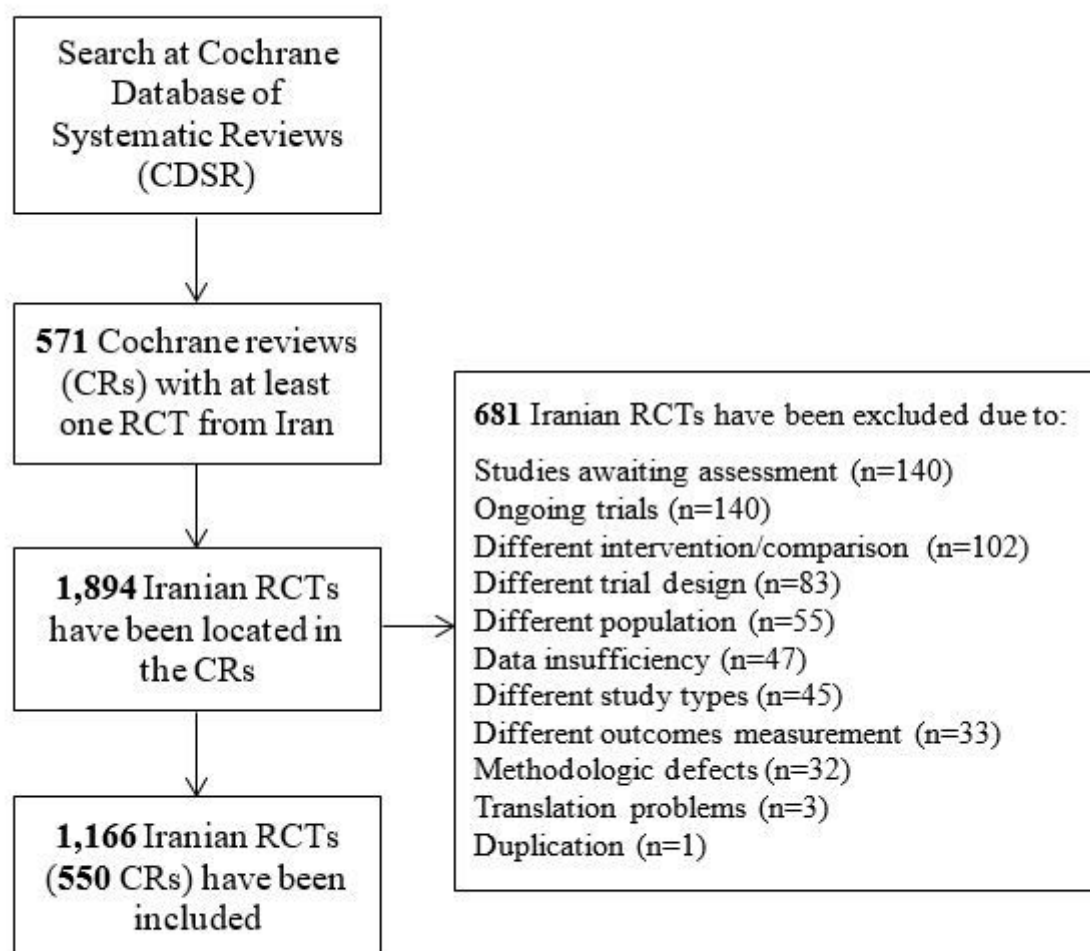 Search at Cochrane
Database of
Systematic Reviews
(CDSR)
571 Cochrane reviews
(CRs) with at least
one RCT from Iran
1,894 Iranian RCTs
have been located in
the CRs
681 Iranian RCTs have been excluded due to:
Studies awaiting assessment (n=140)
Ongoing trials (n=140)
Different intervention/comparison (n=102)
Different trial design (n=83)
Different population (n=55)
Data insufficiency (n=47)
Different study types (n=45)
Different outcomes measurement (n=33)
Methodologic defects (n=32)
Translation problems (n=3)
Duplication (n=1)
1,166 Iranian RCTs
(550 CRs) have been
included